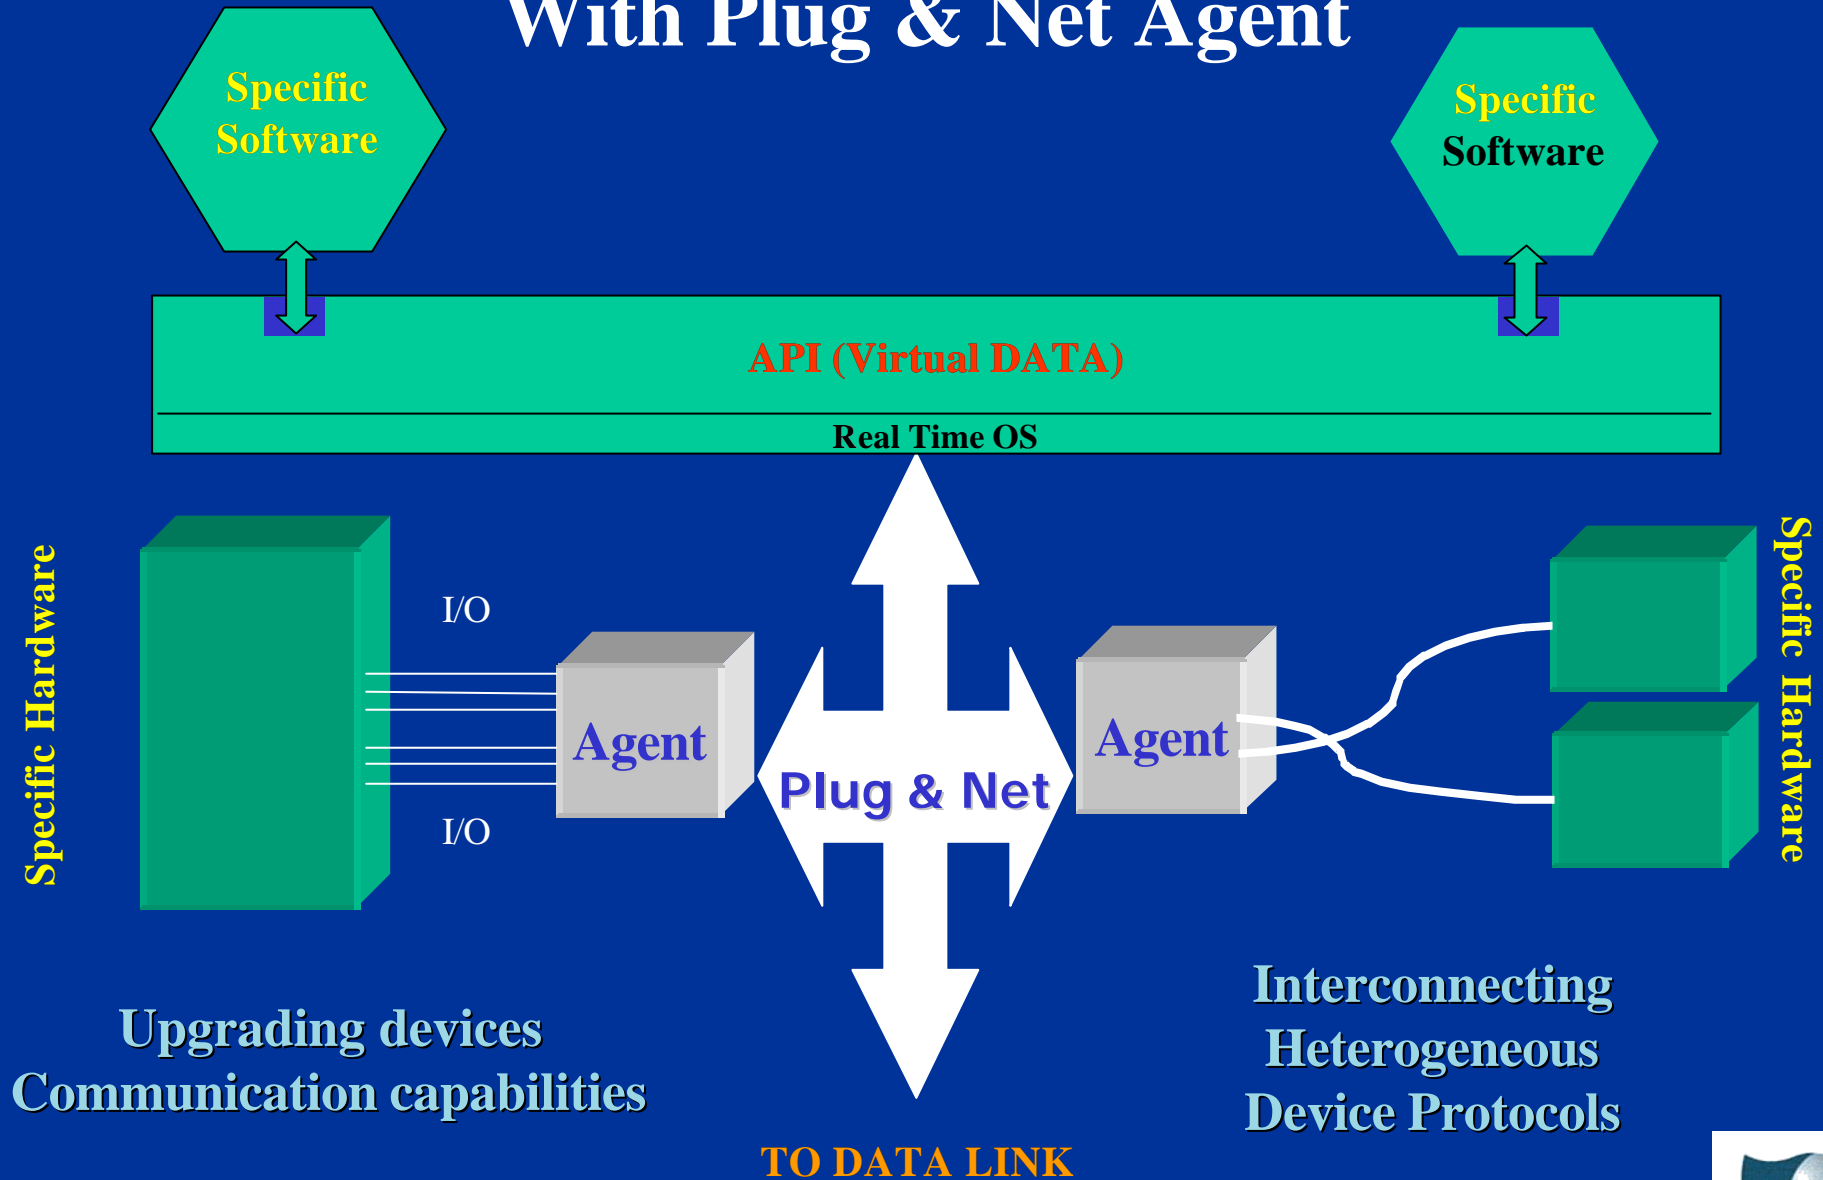 With Plug & Net Agent
Specific
Software
Specific
Software
API (Virtual DATA)
Real Time OS
Specific Hardware
I/O
Agent
I/O
Plug & Net
Agent
Specific Hardware
Upgrading devices
Communication capabilities
Interconnecting
Heterogeneous
Device Protocols
TO DATA LINK